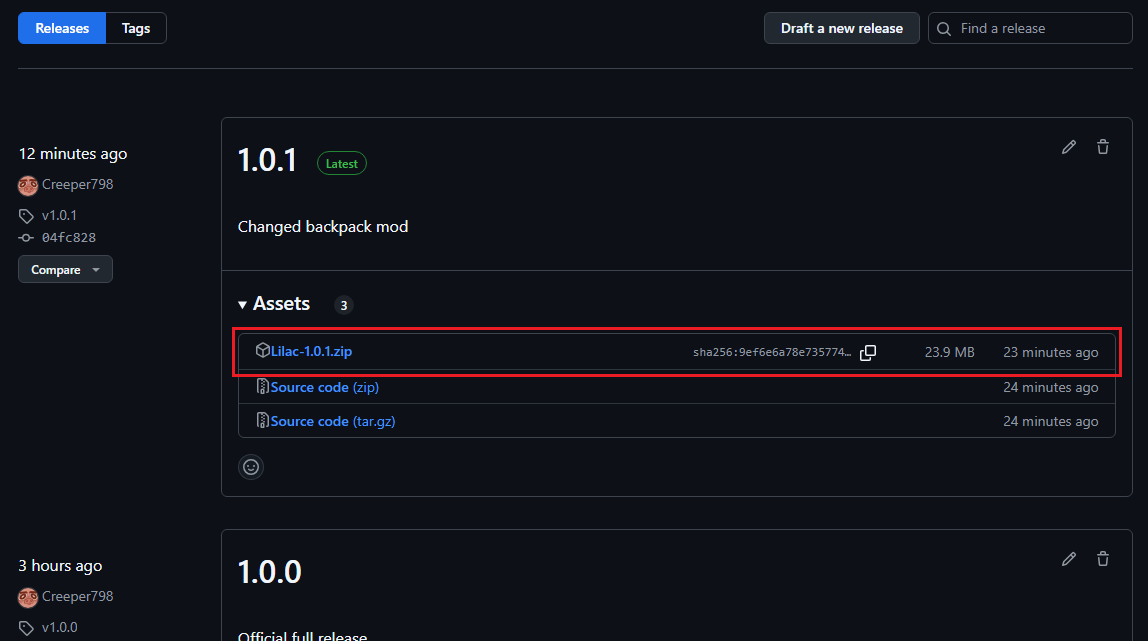 Releases Tags Draft a new release Find a release
12 minutes ago
Creeper798
v1.0.1
04fc828
Compare
1.0.1 Latest
Changed backpack mod
Assets 3
Lilac-1.0.1.zip sha256:9ef6e6a78e735774… 23.9 MB 23 minutes ago
Source code (zip) 24 minutes ago
Source code (tar.gz) 24 minutes ago
3 hours ago
Creeper798
v1.0.0
1.0.0
Official full release